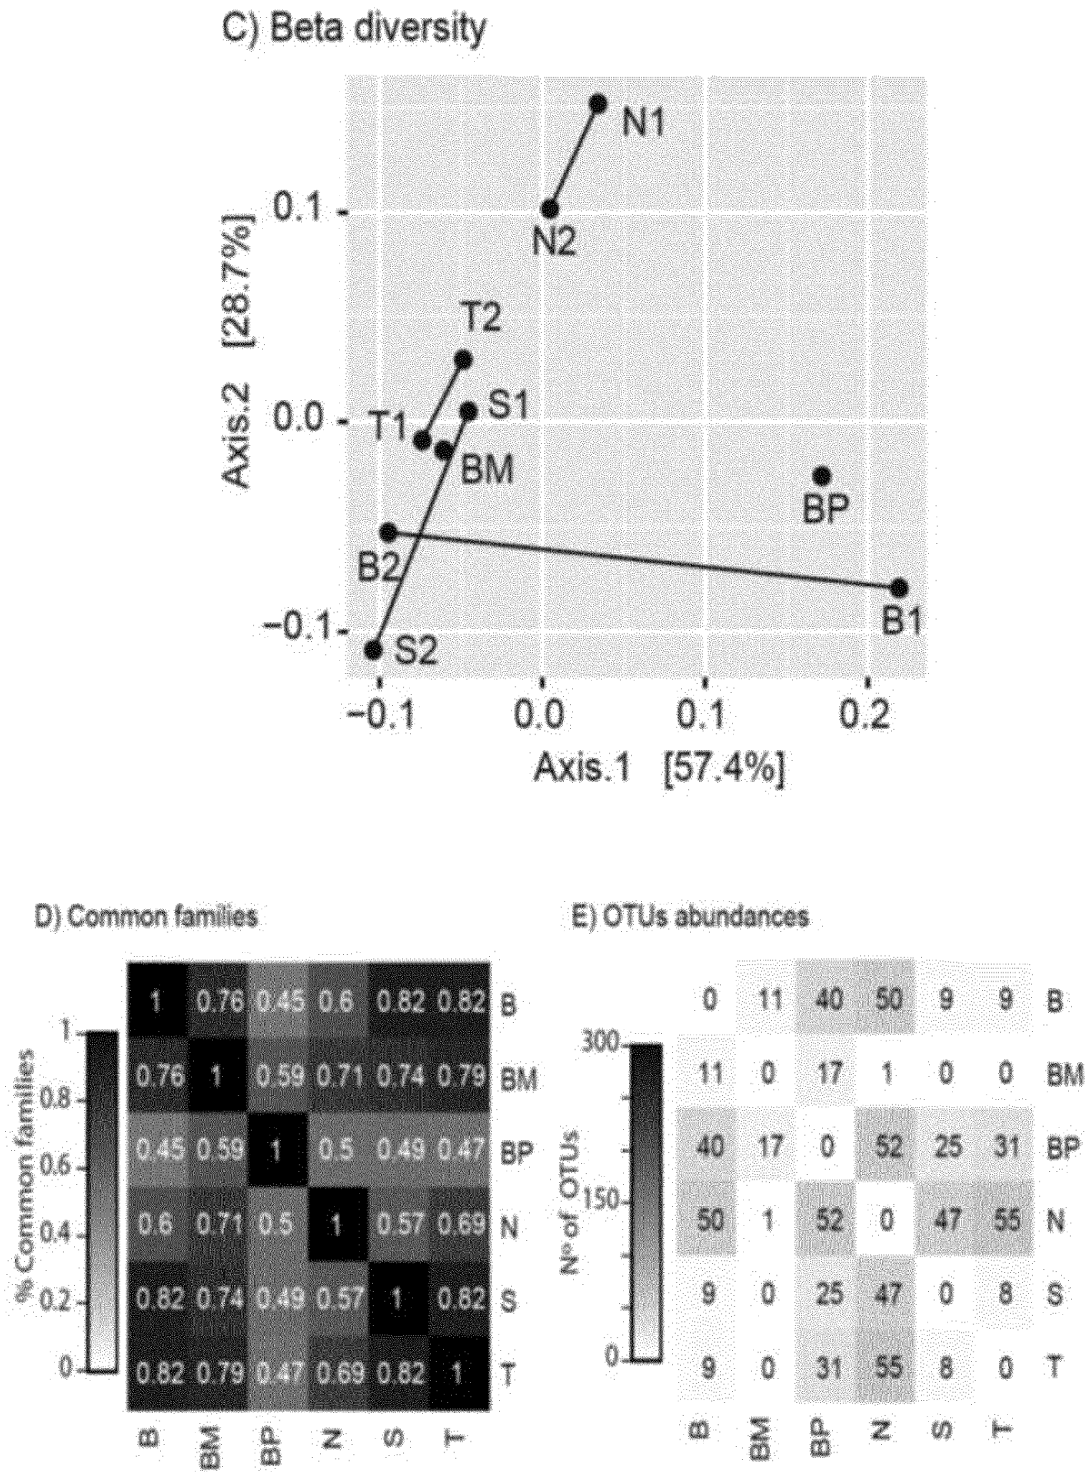 C) Beta diversity
N1
0.1
N2
Axis.2 [28.7%]
T2
S1
0.0
T1
BM
BP
B2
B1
−0.1
S2
−0.1 0.0 0.1 0.2
Axis.1 [57.4%]
D) Common families
1 0.76 0.45 0.6 0.82 0.82 B
0.76 1 0.59 0.71 0.74 0.79 BM
0.45 0.59 1 0.5 0.49 0.47 BP
0.6 0.71 0.5 1 0.57 0.69 N
0.82 0.74 0.49 0.57 1 0.82 S
0.82 0.79 0.47 0.69 0.82 1 T
B BM BP N S T
% Common families
1
0.8
0.6
0.4
0.2
0
E) OTUs abundances
0 11 40 50 9 9 B
11 0 17 1 0 0 BM
40 17 0 52 25 31 BP
50 1 52 0 47 55 N
9 0 25 47 0 8 S
9 0 31 55 8 0 T
B BM BP N S T
Nº of OTUs
300
150
0